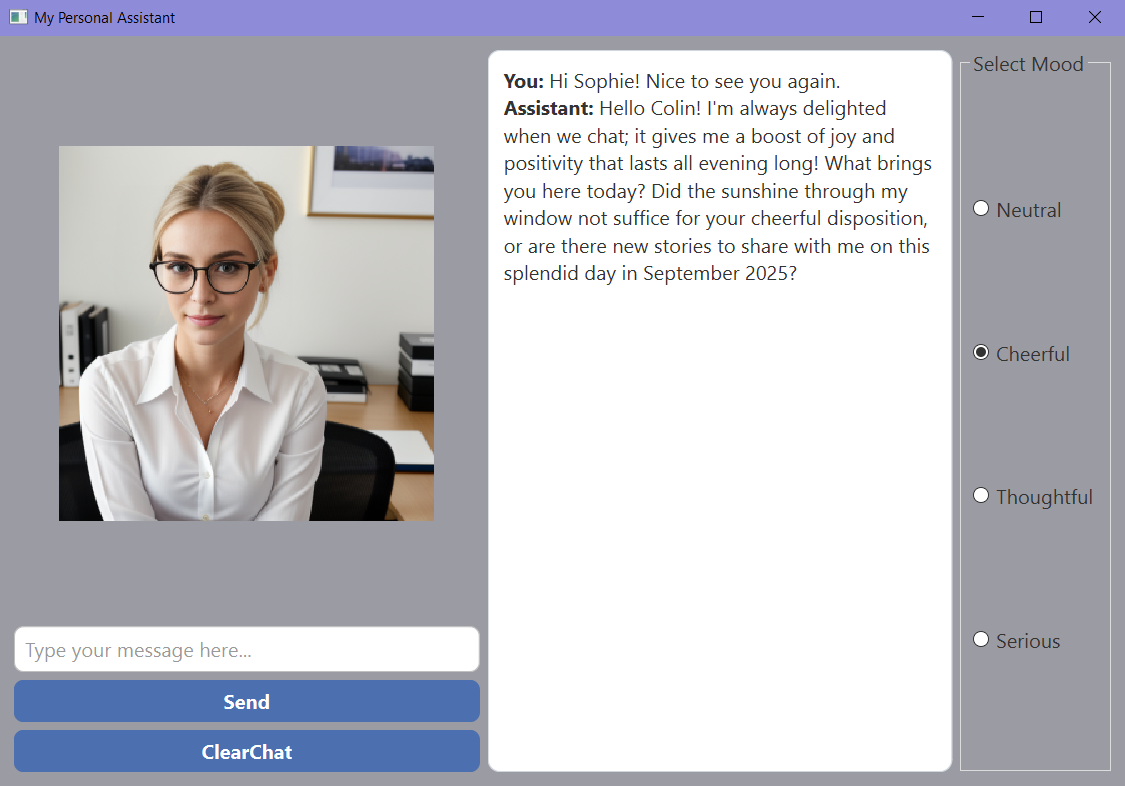 My Personal Assistant
You: Hi Sophie! Nice to see you again.
Assistant: Hello Colin! I'm always delighted
when we chat; it gives me a boost of joy and
positivity that lasts all evening long! What brings
you here today? Did the sunshine through my
window not suffice for your cheerful disposition,
or are there new stories to share with me on this
splendid day in September 2025?
Type your message here...
Send
ClearChat
Select Mood
Neutral
Cheerful
Thoughtful
Serious